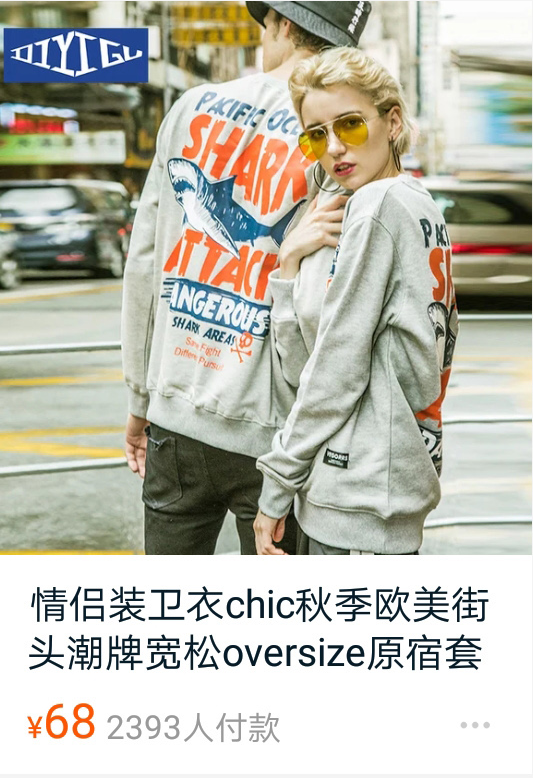 DIYIGU
PACIFIC OCE
SHARK
ATTACK
DANGEROUS
SHARK AREAS
PAC
S
情侣装卫衣chic秋季欧美街
头潮牌宽松oversize原宿套
¥68 2393人付款